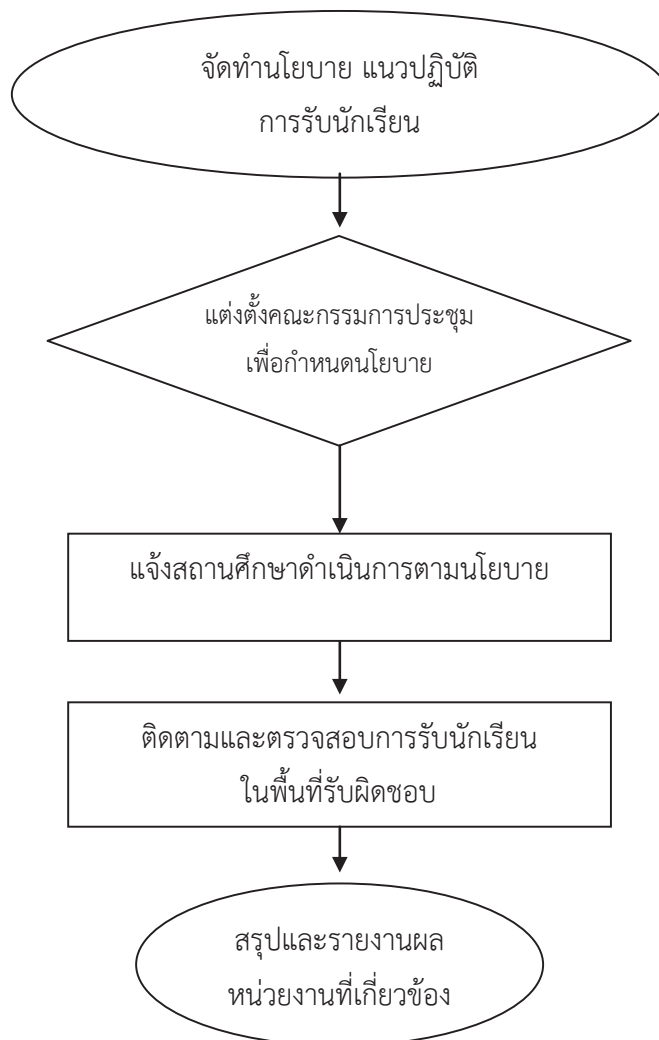 จัดทำนโยบาย แนวปฏิบัติ
การรับนักเรียน
แต่งตั้งคณะกรรมการประชุม
เพื่อกำหนดนโยบาย
แจ้งสถานศึกษาดำเนินการตามนโยบาย
ติดตามและตรวจสอบการรับนักเรียน
ในพื้นที่รับผิดชอบ
สรุปและรายงานผล
หน่วยงานที่เกี่ยวข้อง